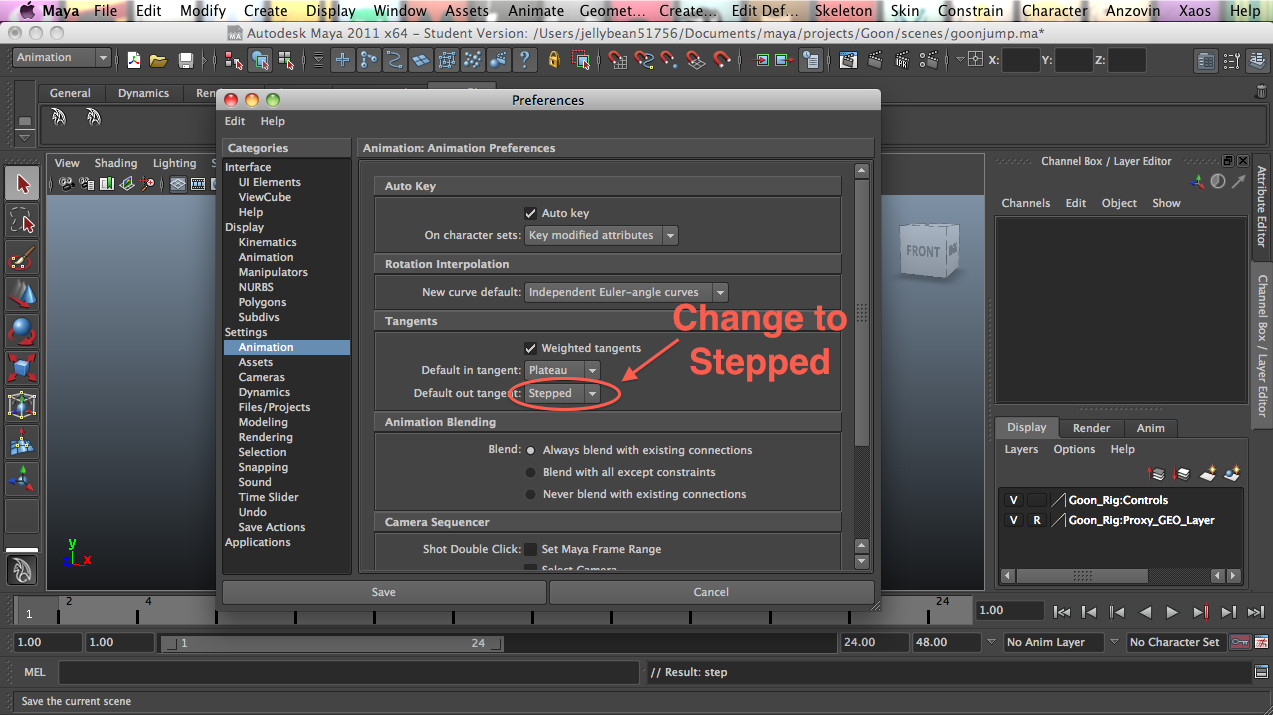 Maya File Edit Modify Create Display Window Assets Animate Geomet... Create... Edit Def... Skeleton Skin Constrain Character Anzovin Xaos Help
Autodesk Maya 2011 x64 - Student Version: /Users/jellybean51756/Documents/maya/projects/Goon/scenes/goonjump.ma*
Animation X: Y: Z:
General Dynamics
Preferences
Edit Help
Categories
Interface
UI Elements
ViewCube
Help
Display
Kinematics
Animation
Manipulators
NURBS
Polygons
Subdivs
Settings
Animation
Assets
Cameras
Dynamics
Files/Projects
Modeling
Rendering
Selection
Snapping
Sound
Time Slider
Undo
Save Actions
Applications
Animation: Animation Preferences
Auto Key
Auto key
On character sets: Key modified attributes
Rotation Interpolation
New curve default: Independent Euler-angle curves
Tangents
Weighted tangents
Default in tangent: Plateau
Default out tangent: Stepped
Change to
Stepped
Animation Blending
Blend: Always blend with existing connections
Blend with all except constraints
Never blend with existing connections
Camera Sequencer
Shot Double Click: Set Maya Frame Range
Select Camera
Save Cancel
View Shading Lighting
FRONT
Channel Box / Layer Editor
Channels Edit Object Show
Attribute Editor
Channel Box / Layer Editor
Display Render Anim
Layers Options Help
V Goon_Rig:Controls
V R Goon_Rig:Proxy_GEO_Layer
y
z x
1 2 4 24 1.00
1.00 1.00 1 24 24.00 48.00 No Anim Layer No Character Set
MEL // Result: step
Save the current scene